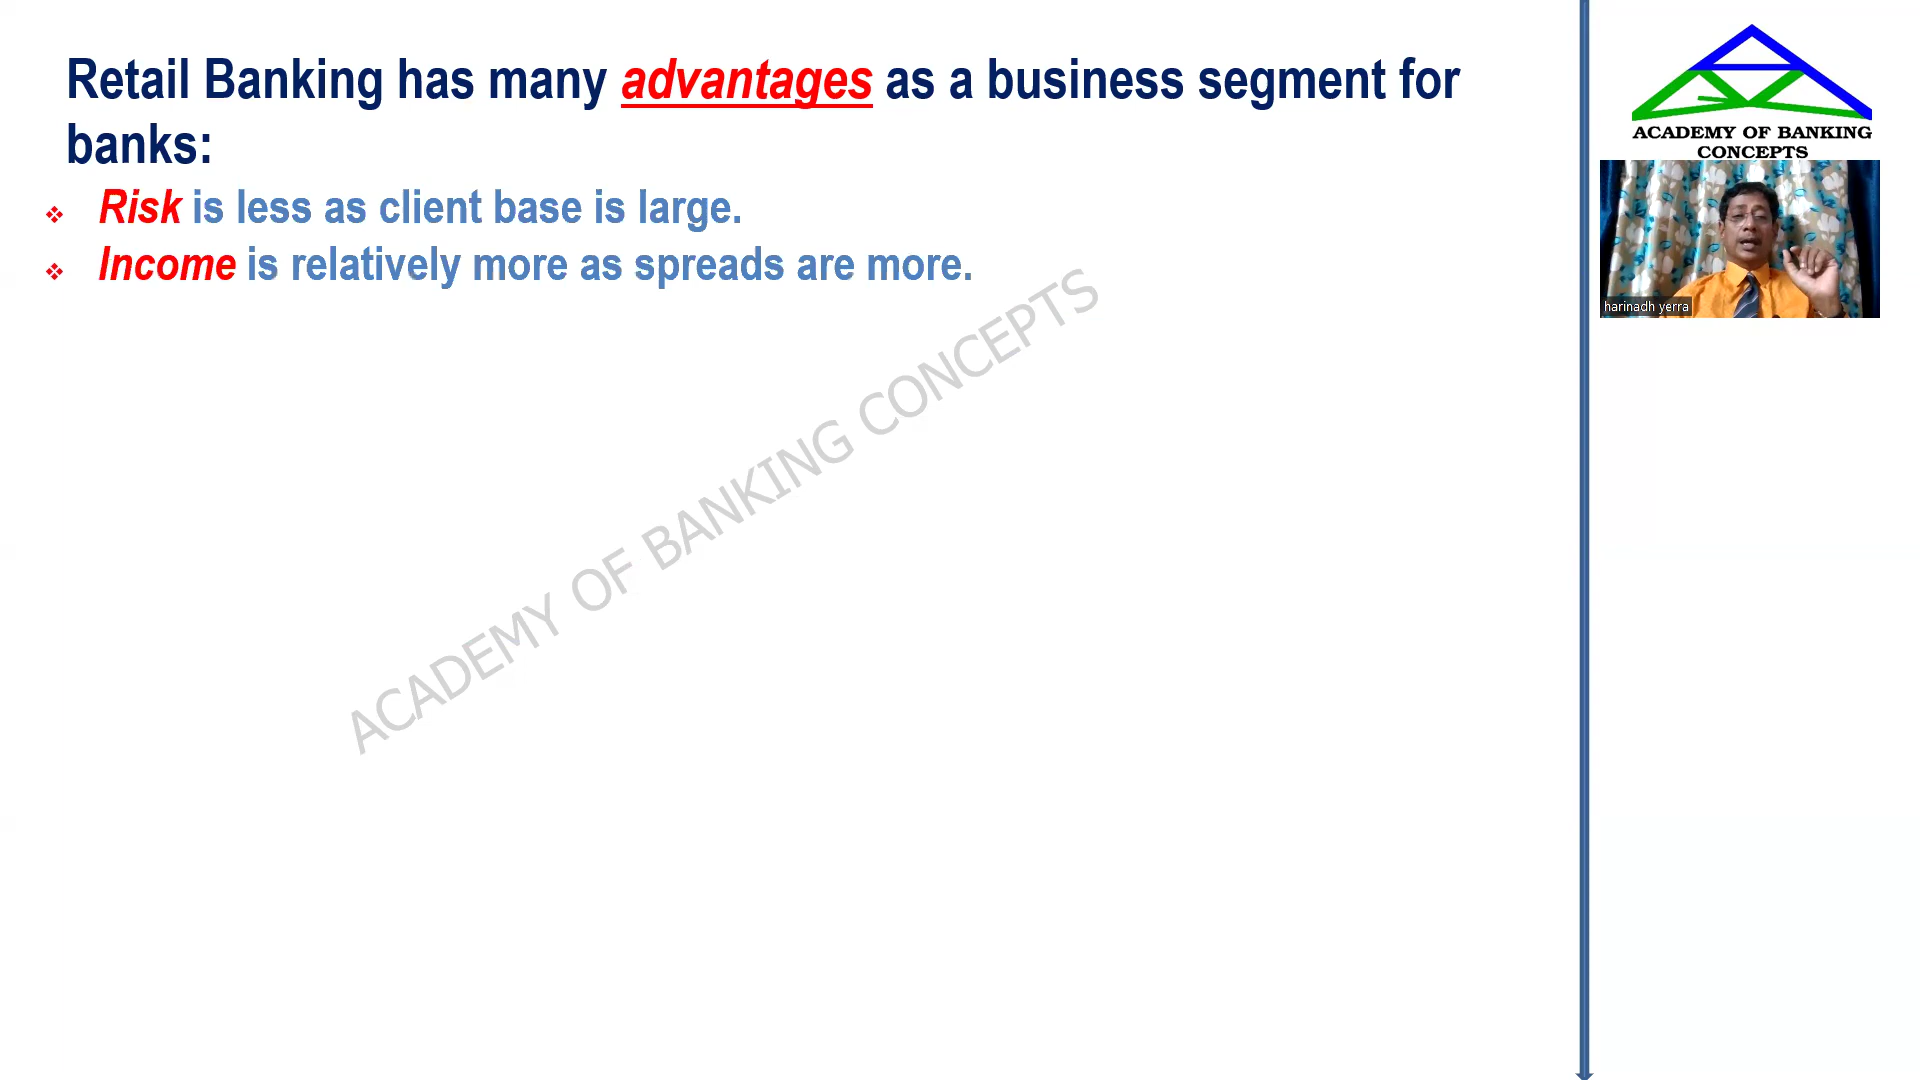 Retail Banking has many advantages as a business segment for
banks:
Risk is less as client base is large.
Income is relatively more as spreads are more.
ACADEMY OF BANKING CONCEPTS
ACADEMY OF BANKING
CONCEPTS
harinadh yerra